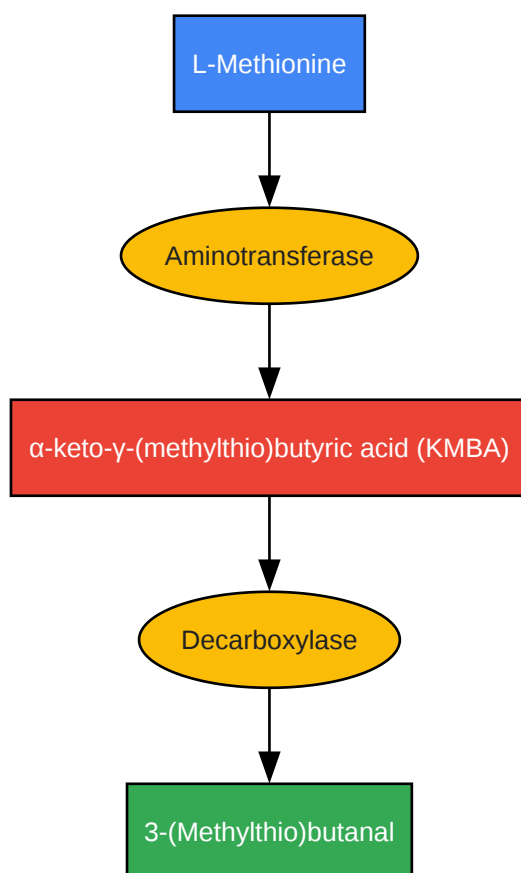 L-Methionine
Aminotransferase
α-keto-γ-(methylthio)butyric acid (KMBA)
Decarboxylase
3-(Methylthio)butanal